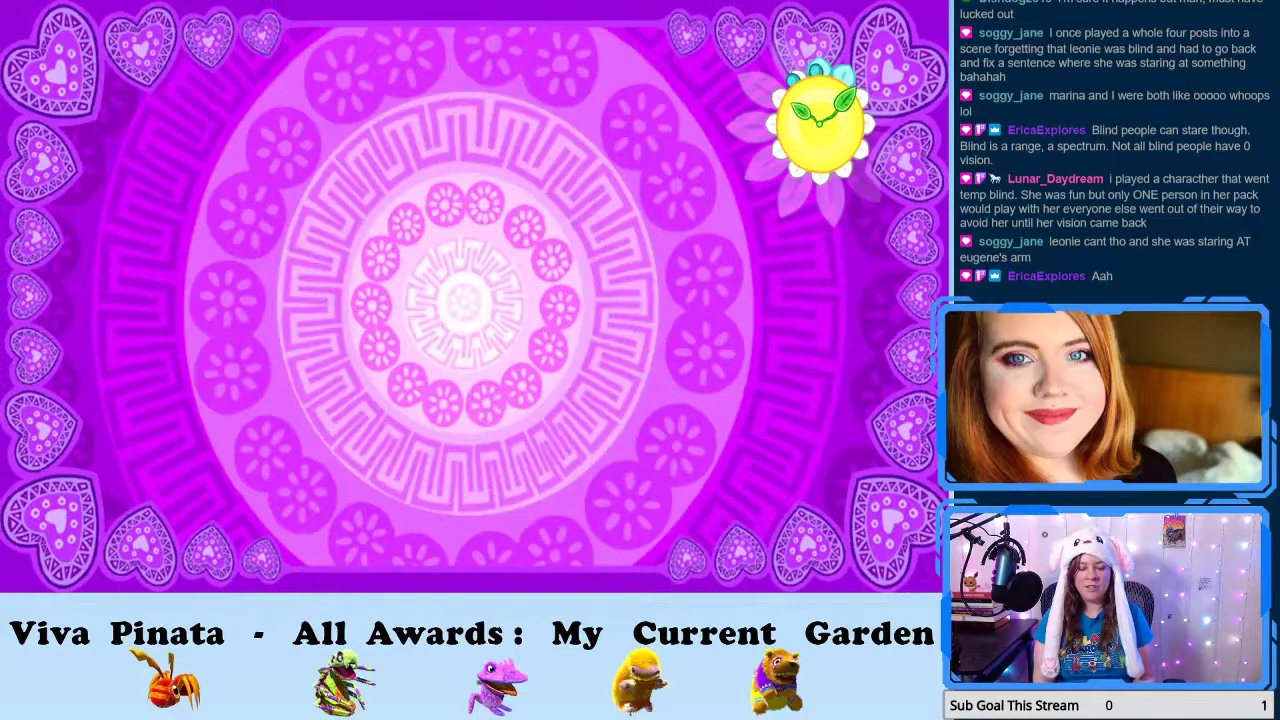 lucked out
soggy_jane I once played a whole four posts into a
scene forgetting that leonie was blind and had to go back
and fix a sentence where she was staring at something
bahahah
soggy_jane marina and I were both like ooooo whoops
lol
EricaExplores Blind people can stare though.
Blind is a range, a spectrum. Not all blind people have 0
vision.
Lunar_Daydream i played a characther that went
temp blind. She was fun but only ONE person in her pack
would play with her everyone else went out of their way to
avoid her until her vision came back
soggy_jane leonie cant tho and she was staring AT
eugene's arm
EricaExplores Aah
Viva Pinata - All Awards: My Current Garden
Sub Goal This Stream 0 1